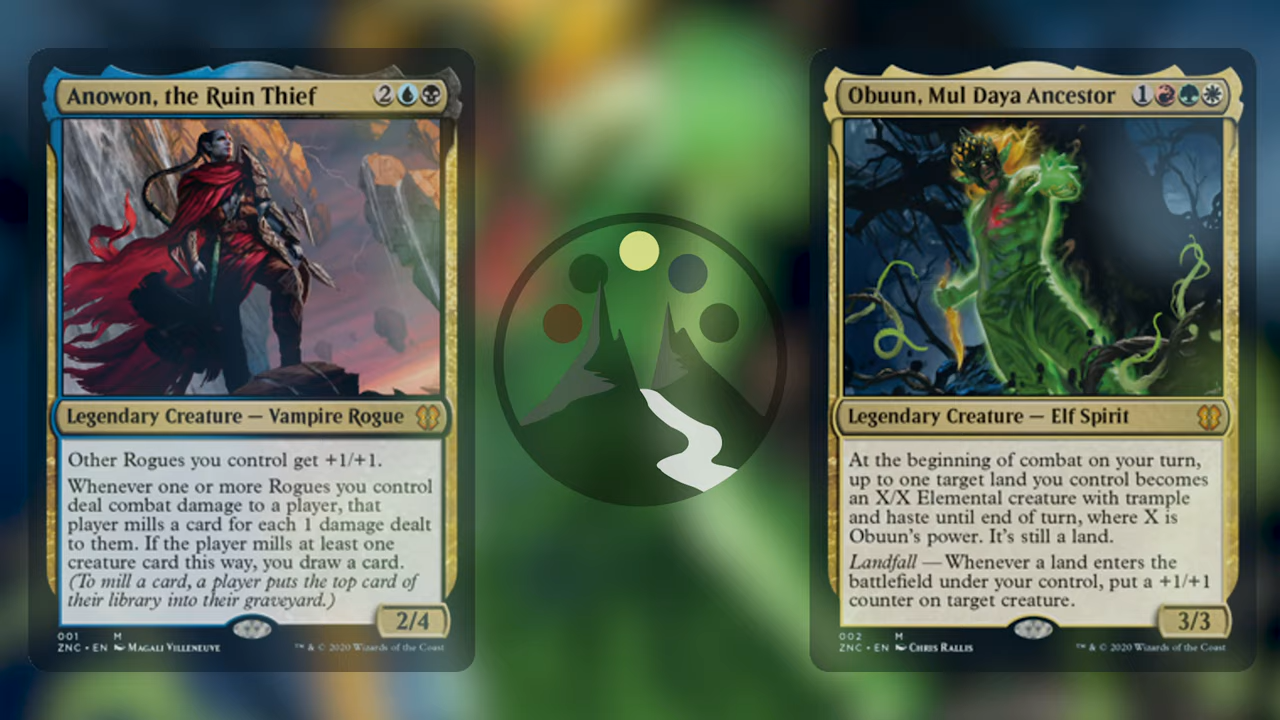 Anowon, the Ruin Thief 2
Legendary Creature — Vampire Rogue
Other Rogues you control get +1/+1.
Whenever one or more Rogues you control
deal combat damage to a player, that
player mills a card for each 1 damage dealt
to them. If the player mills at least one
creature card this way, you draw a card.
(To mill a card, a player puts the top card of
their library into their graveyard.)
2/4
001 M
ZNC • EN Magali Villeneuve ™ & © 2020 Wizards of the Coast
Obuun, Mul Daya Ancestor 1
Legendary Creature — Elf Spirit
At the beginning of combat on your turn,
up to one target land you control becomes
an X/X Elemental creature with trample
and haste until end of turn, where X is
Obuun's power. It's still a land.
Landfall — Whenever a land enters the
battlefield under your control, put a +1/+1
counter on target creature.
3/3
002 M
ZNC • EN Chris Rallis ™ & © 2020 Wizards of the Coast